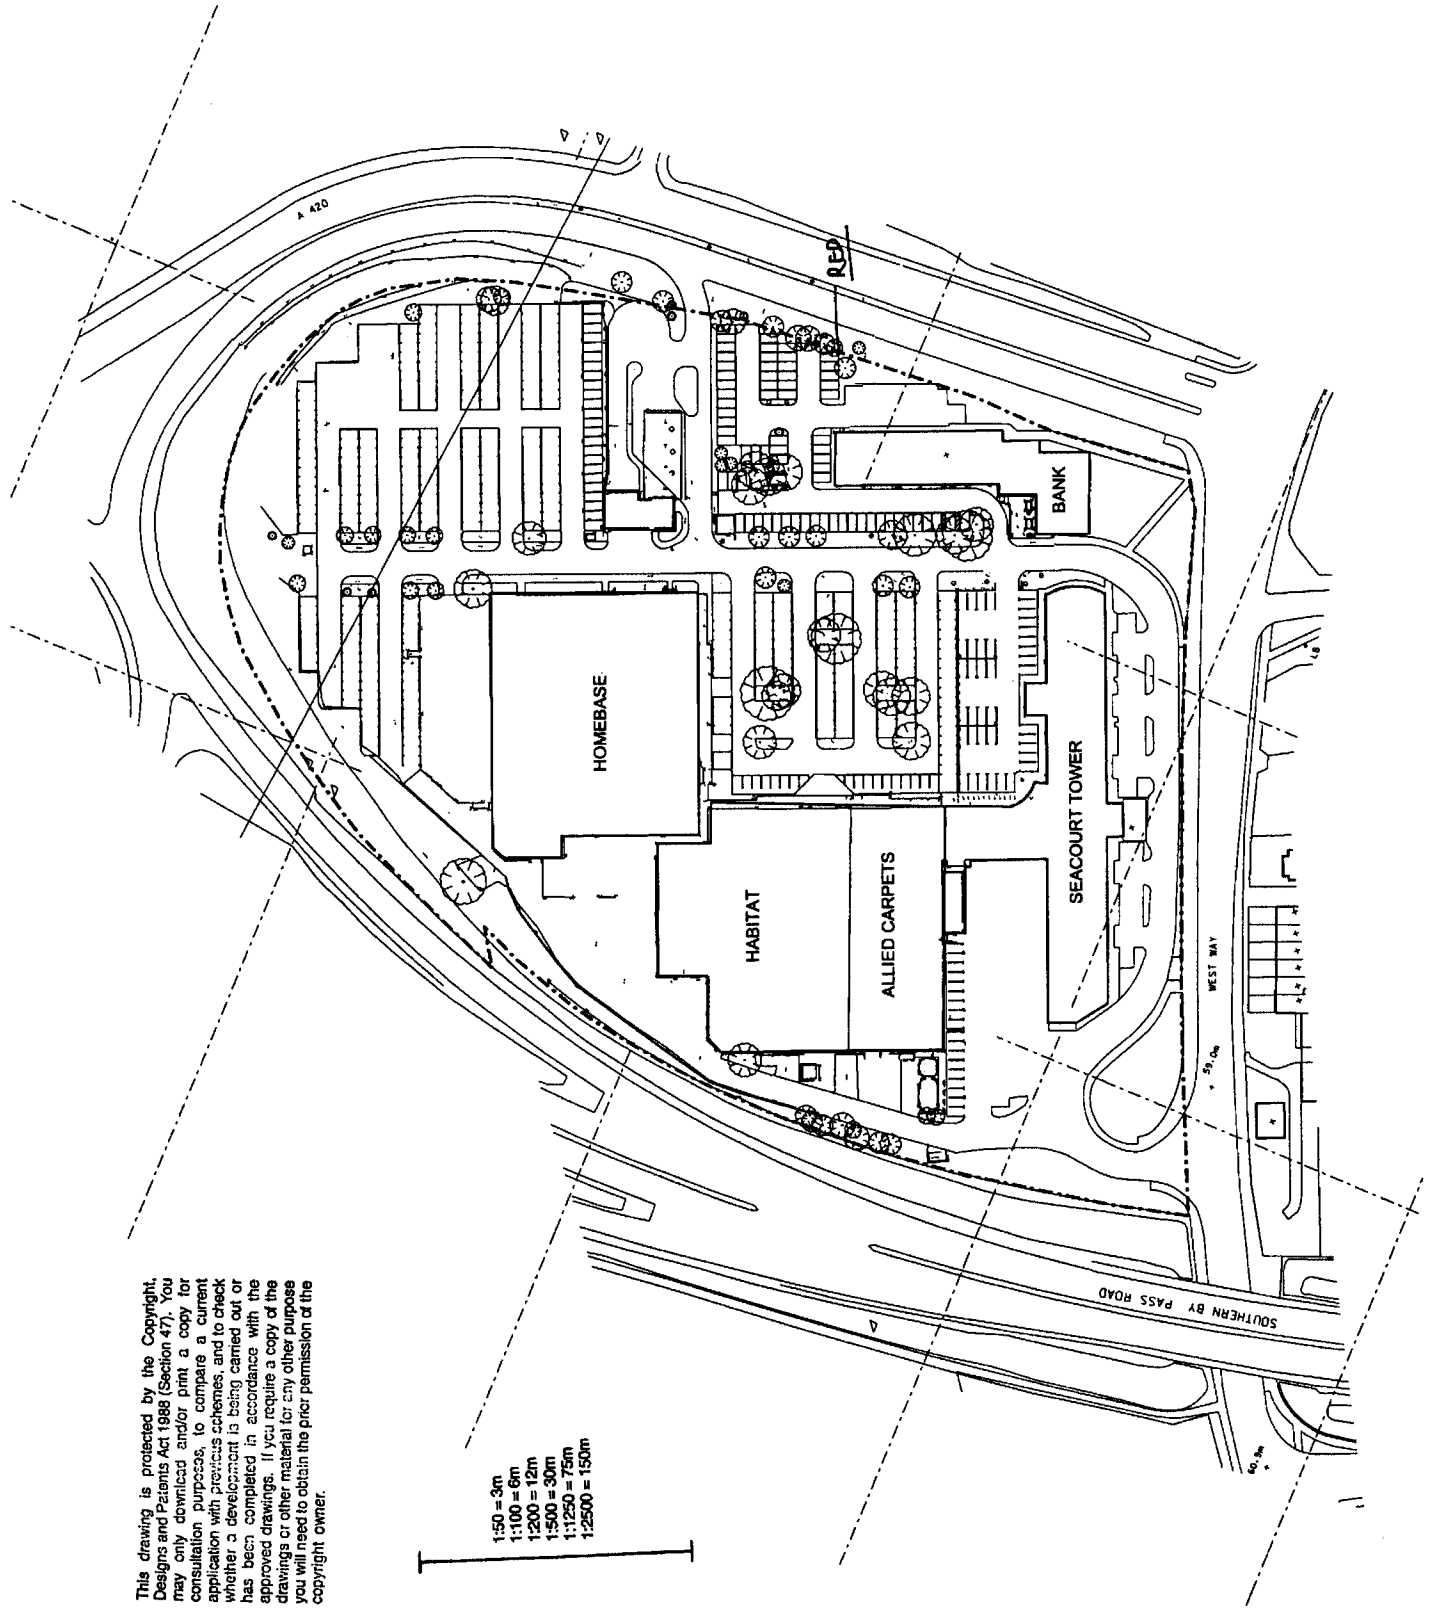 A 420
RED
BANK
HOMEBASE
HABITAT
ALLIED CARPETS
SEACOURT TOWER
WEST WAY
59.0m
LB
SOUTHERN BY PASS ROAD
60.9m
This drawing is protected by the Copyright,
Designs and Patents Act 1988 (Section 47). You
may only download and/or print a copy for
consultation purposes, to compare a current
application with previous schemes, and to check
whether a development is being carried out or
has been completed in accordance with the
approved drawings. If you require a copy of the
drawings or other material for any other purpose
you will need to obtain the prior permission of the
copyright owner.
1:50 = 3m
1:100 = 6m
1:200 = 12m
1:500 = 30m
1:1250 = 75m
1:2500 = 150m